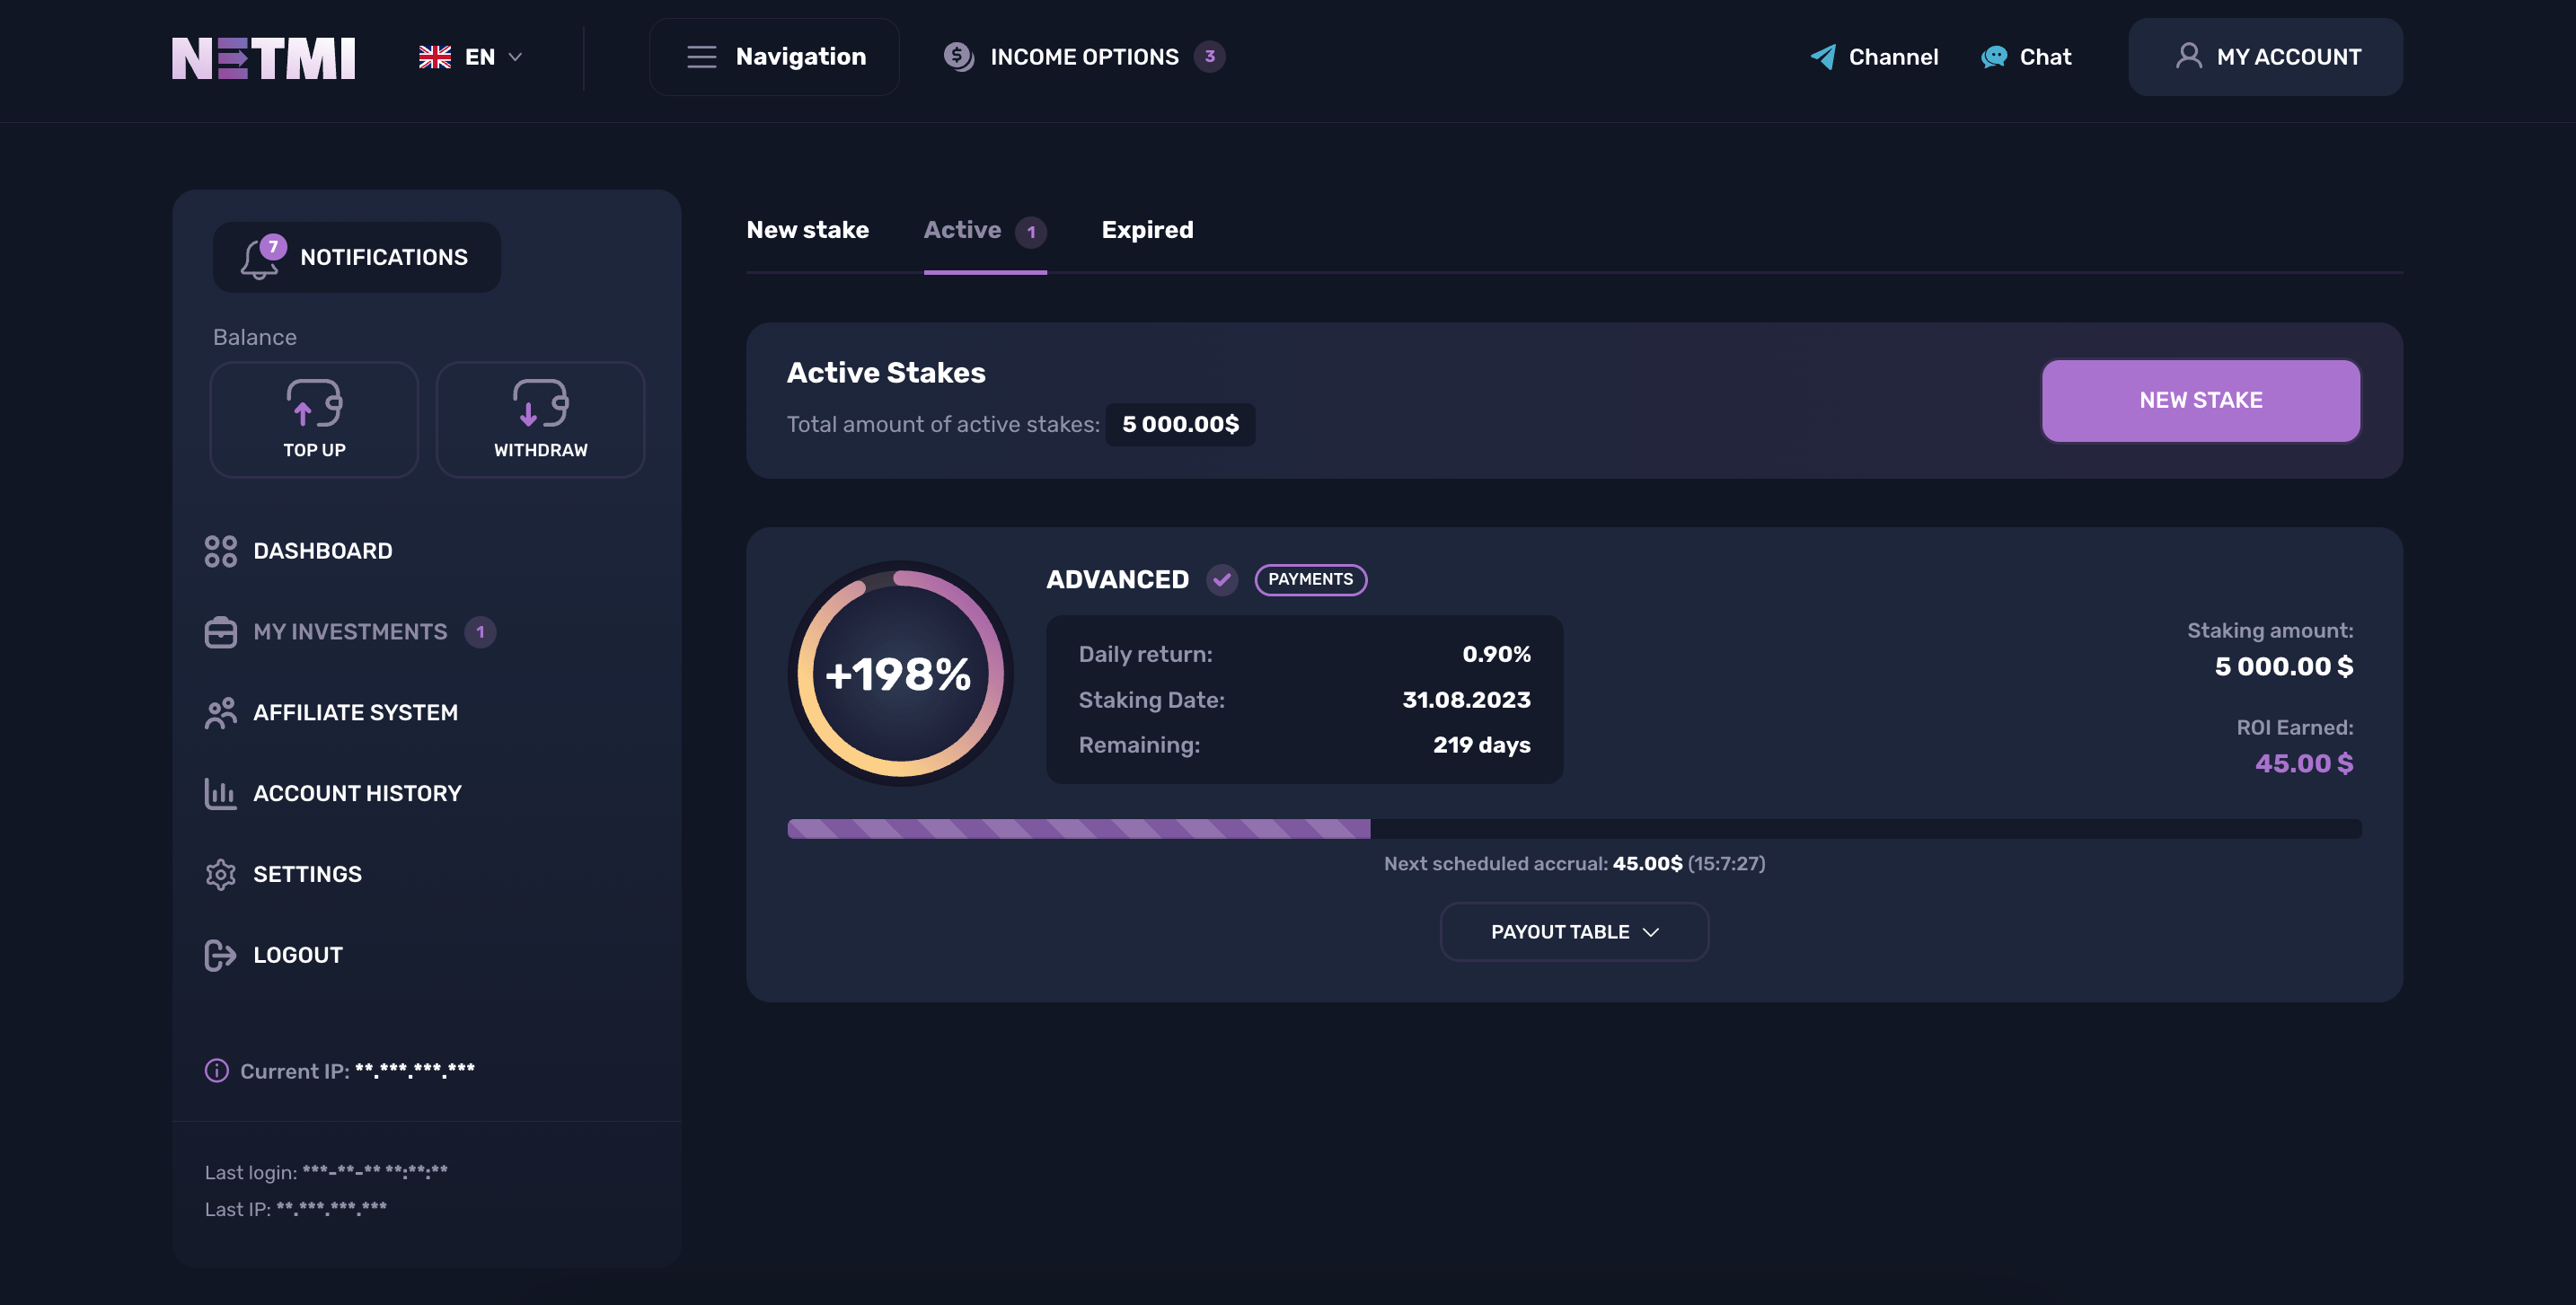 NETMI
EN
Navigation
INCOME OPTIONS 3
Channel
Chat
MY ACCOUNT
7
NOTIFICATIONS
Balance
TOP UP
WITHDRAW
DASHBOARD
MY INVESTMENTS 1
AFFILIATE SYSTEM
ACCOUNT HISTORY
SETTINGS
LOGOUT
Current IP: **.***.***.***
Last login: ***-**-** **:**:**
Last IP: **.***.***.***
New stake
Active 1
Expired
Active Stakes
Total amount of active stakes: 5 000.00$
NEW STAKE
+198%
ADVANCED
PAYMENTS
Daily return: 0.90%
Staking Date: 31.08.2023
Remaining: 219 days
Staking amount:
5 000.00 $
ROI Earned:
45.00 $
Next scheduled accrual: 45.00$ (15:7:27)
PAYOUT TABLE